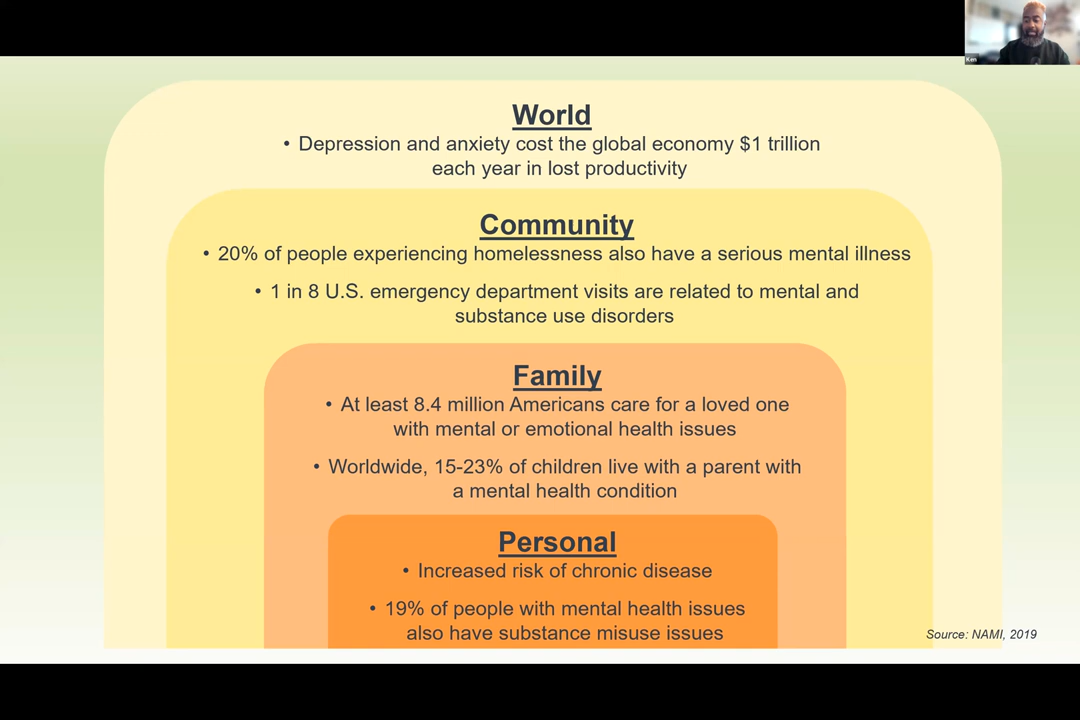 Ken
World
• Depression and anxiety cost the global economy $1 trillion
each year in lost productivity
Community
• 20% of people experiencing homelessness also have a serious mental illness
• 1 in 8 U.S. emergency department visits are related to mental and
substance use disorders
Family
• At least 8.4 million Americans care for a loved one
with mental or emotional health issues
• Worldwide, 15-23% of children live with a parent with
a mental health condition
Personal
• Increased risk of chronic disease
• 19% of people with mental health issues
also have substance misuse issues
Source: NAMI, 2019